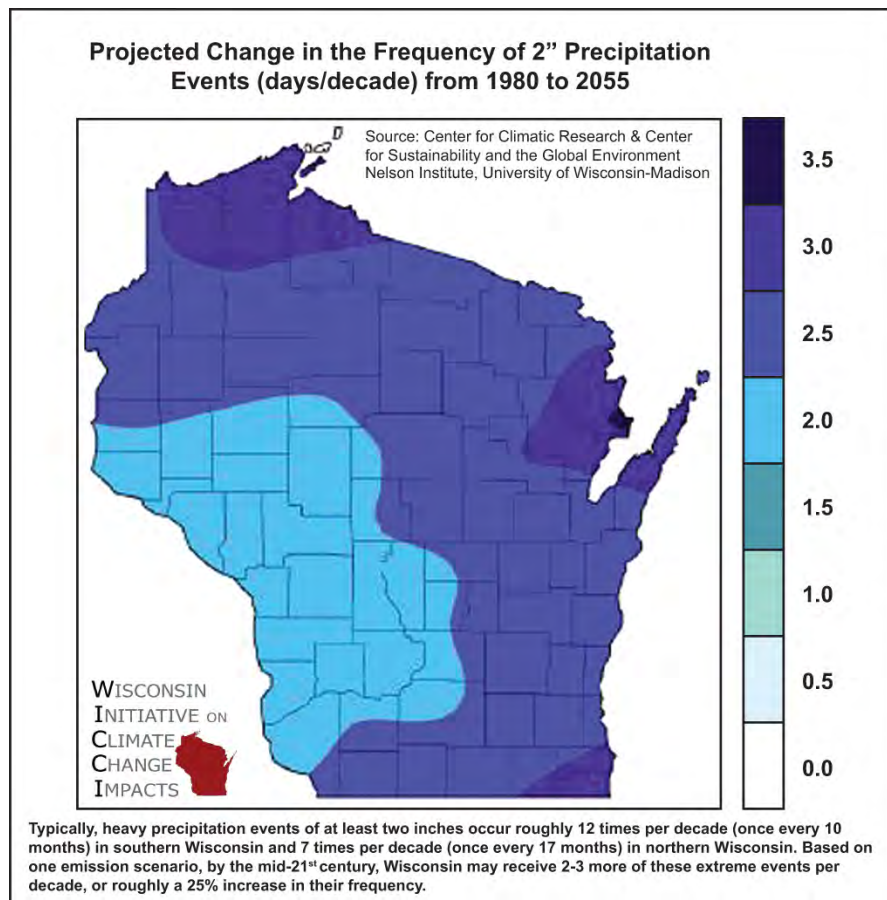 Projected Change in the Frequency of 2” Precipitation
Events (days/decade) from 1980 to 2055
Source: Center for Climatic Research & Center
for Sustainability and the Global Environment
Nelson Institute, University of Wisconsin-Madison
3.5
3.0
2.5
2.0
1.5
1.0
0.5
0.0
WISCONSIN
INITIATIVE ON
CLIMATE
CHANGE
IMPACTS
Typically, heavy precipitation events of at least two inches occur roughly 12 times per decade (once every 10
months) in southern Wisconsin and 7 times per decade (once every 17 months) in northern Wisconsin. Based on
one emission scenario, by the mid-21st century, Wisconsin may receive 2-3 more of these extreme events per
decade, or roughly a 25% increase in their frequency.